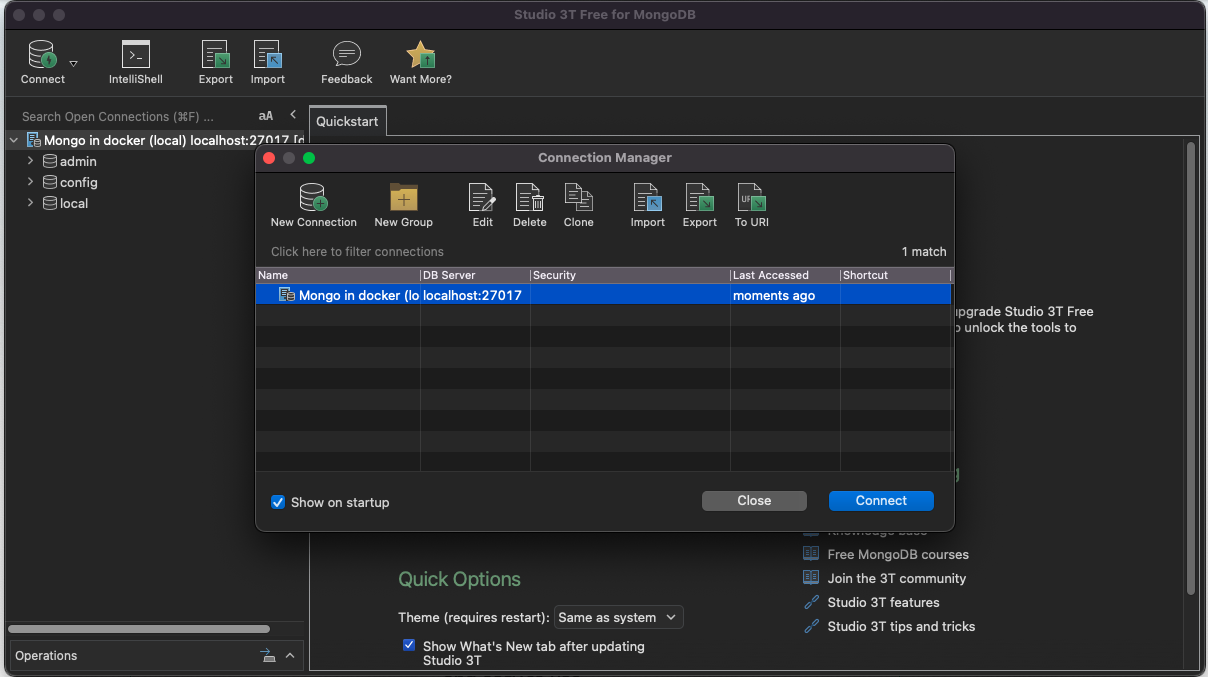 Studio 3T Free for MongoDB
Connect
IntelliShell
Export
Import
Feedback
Want More?
Search Open Connections (⌘F) ...
aA
Quickstart
Mongo in docker (local) localhost:27017 [d
admin
config
local
Connection Manager
New Connection
New Group
Edit
Delete
Clone
Import
Export
To URI
Click here to filter connections
1 match
Name
DB Server
Security
Last Accessed
Shortcut
Mongo in docker (lo
localhost:27017
moments ago
Show on startup
Close
Connect
upgrade Studio 3T Free
to unlock the tools to
Knowledge base
Free MongoDB courses
Join the 3T community
Studio 3T features
Studio 3T tips and tricks
Quick Options
Theme (requires restart):
Same as system
Show What's New tab after updating
Studio 3T
Operations